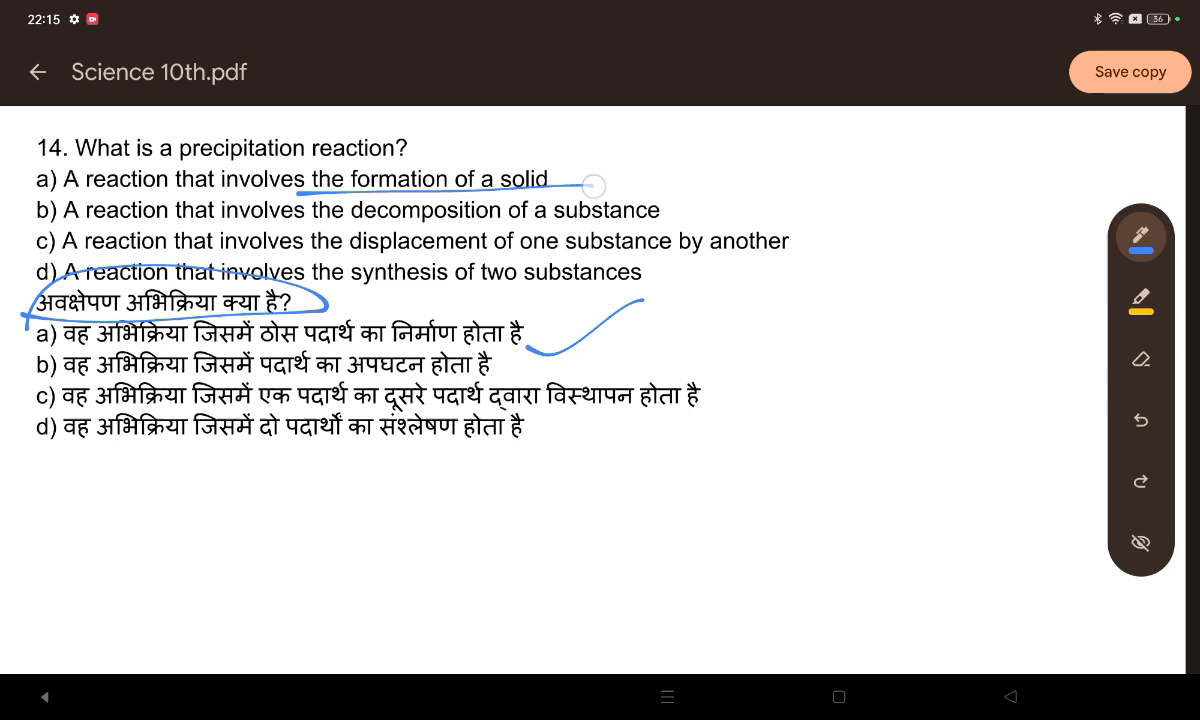 22:15
36
Science 10th.pdf
Save copy
14. What is a precipitation reaction?
a) A reaction that involves the formation of a solid
b) A reaction that involves the decomposition of a substance
c) A reaction that involves the displacement of one substance by another
d) A reaction that involves the synthesis of two substances
अवक्षेपण अभिक्रिया क्या है?
a) वह अभिक्रिया जिसमें ठोस पदार्थ का निर्माण होता है
b) वह अभिक्रिया जिसमें पदार्थ का अपघटन होता है
c) वह अभिक्रिया जिसमें एक पदार्थ का दूसरे पदार्थ द्वारा विस्थापन होता है
d) वह अभिक्रिया जिसमें दो पदार्थों का संश्लेषण होता है